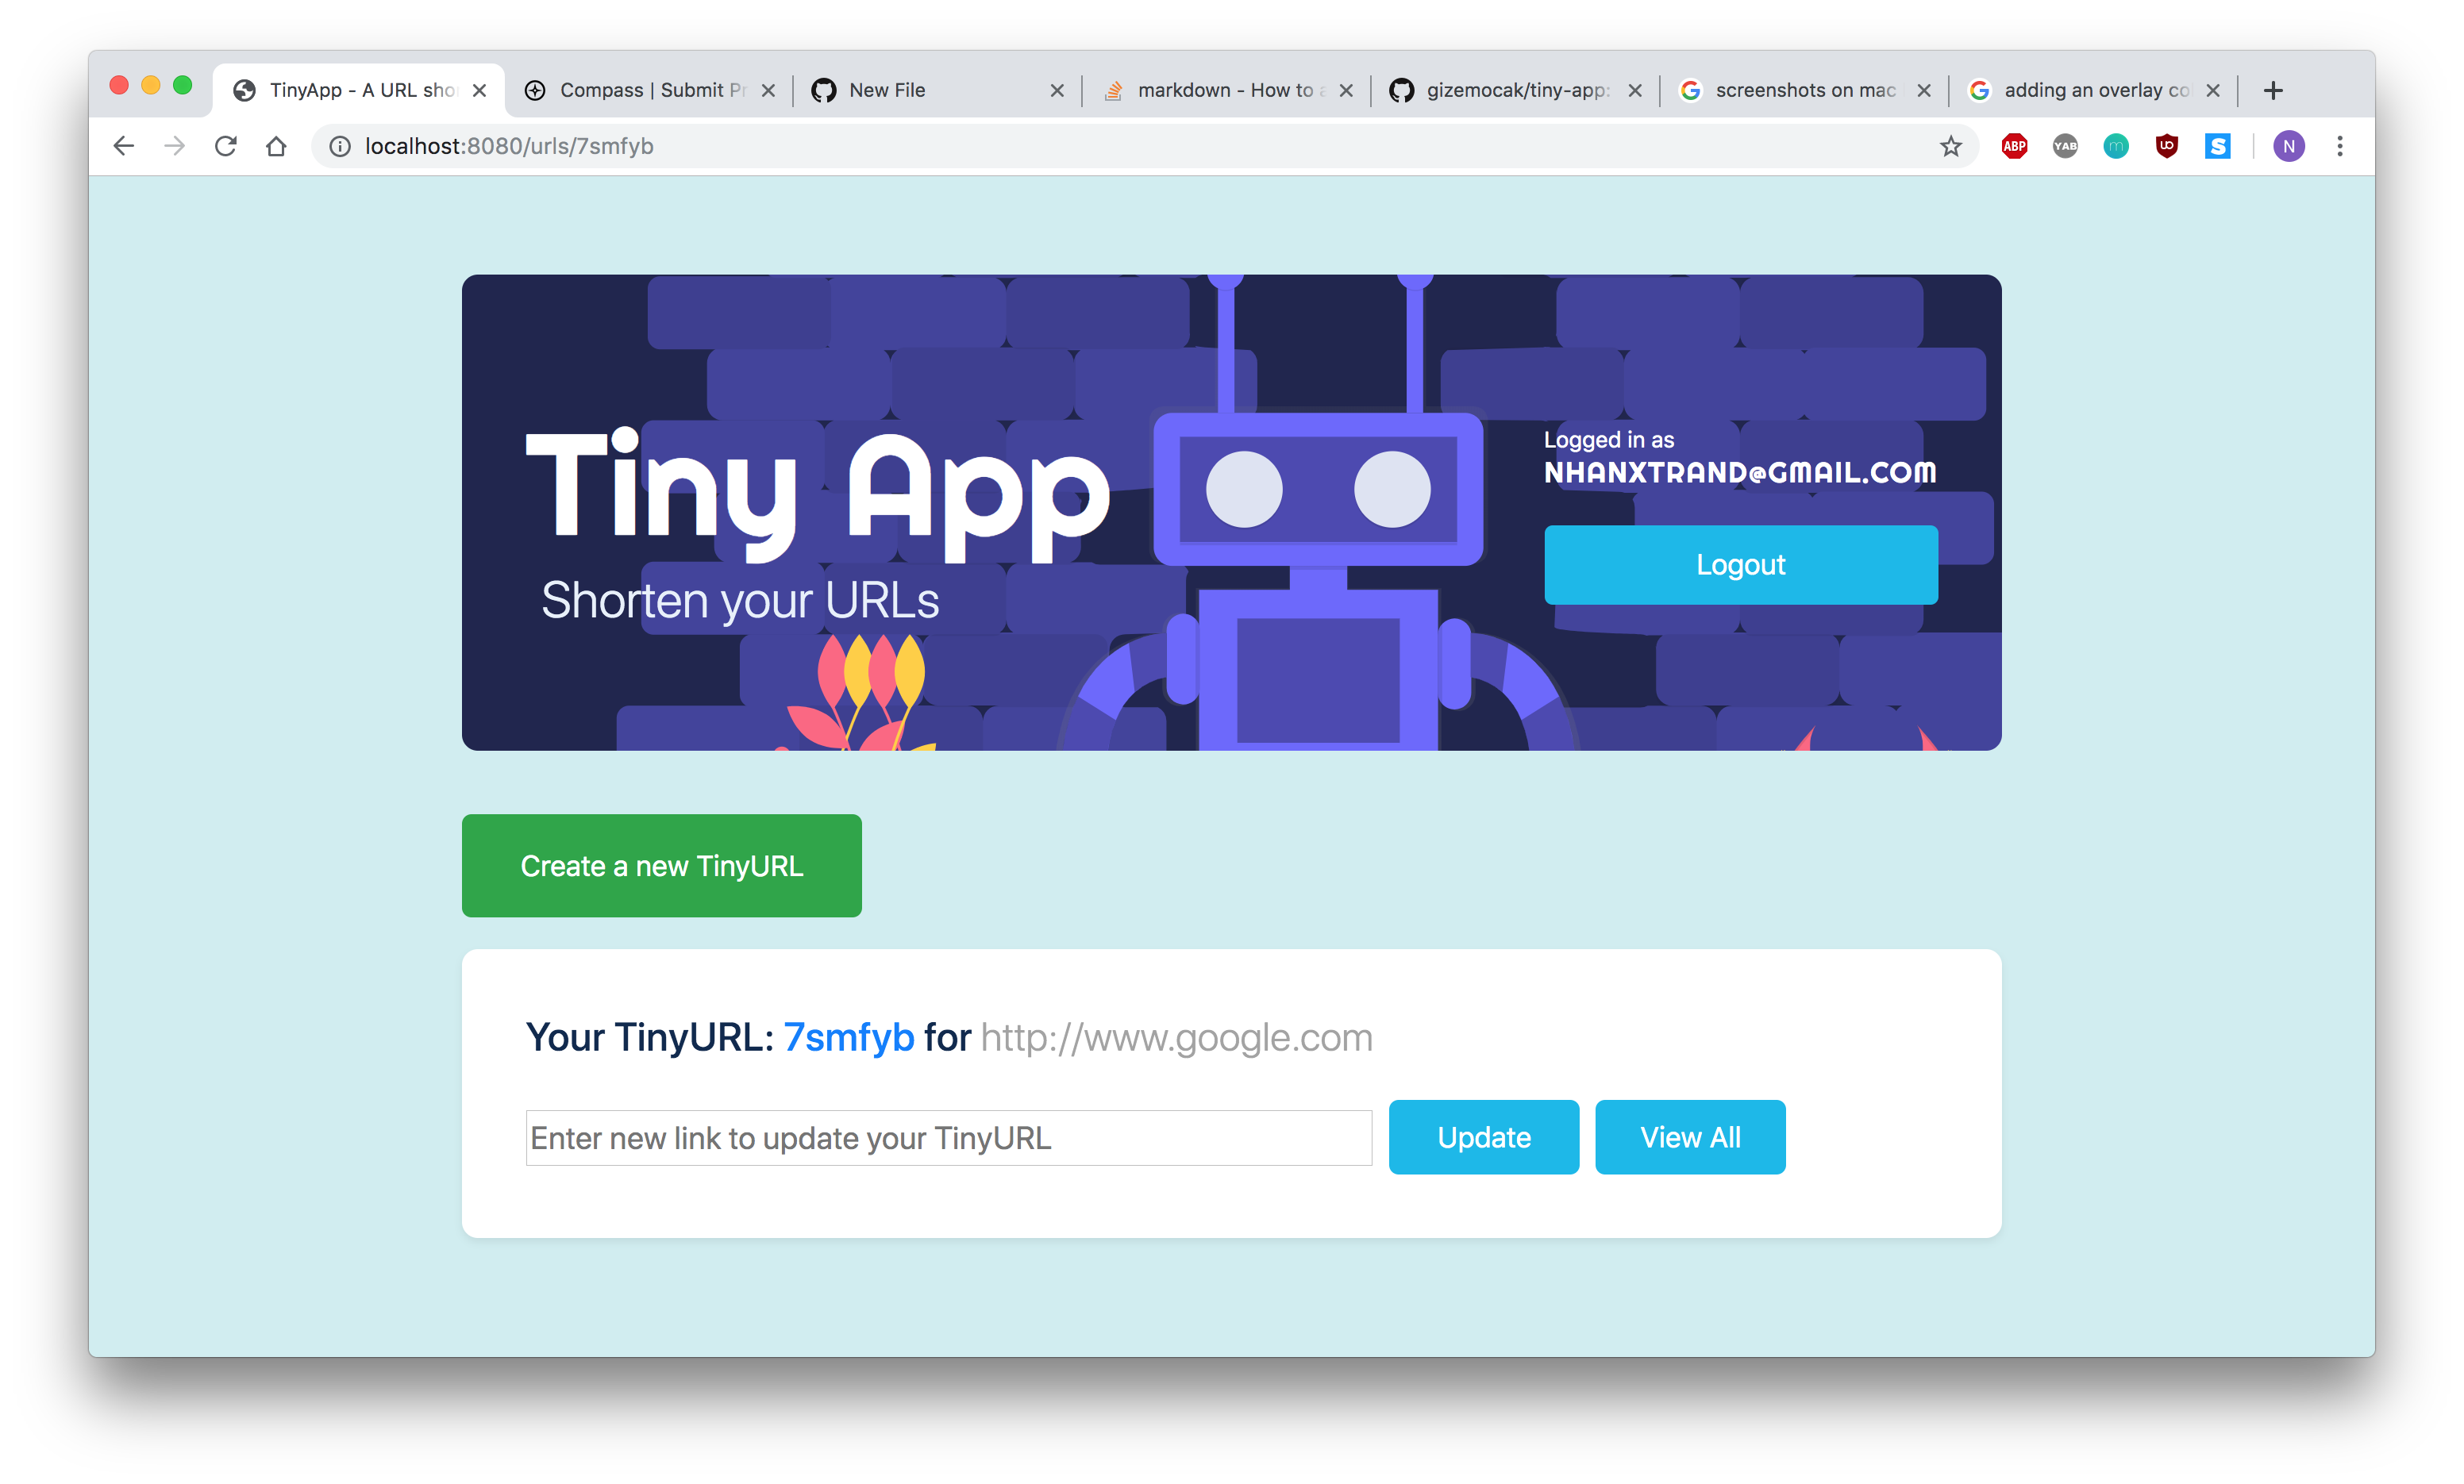 TinyApp - A URL sho
Compass | Submit Pr
New File
markdown - How to a
gizemocak/tiny-app:
screenshots on mac
adding an overlay co
localhost:8080/urls/7smfyb
ABP
YAB
m
UO
S
N
Tiny App
Shorten your URLs
Logged in as
NHANXTRAND@GMAIL.COM
Logout
Create a new TinyURL
Your TinyURL: 7smfyb for http://www.google.com
Enter new link to update your TinyURL
Update
View All